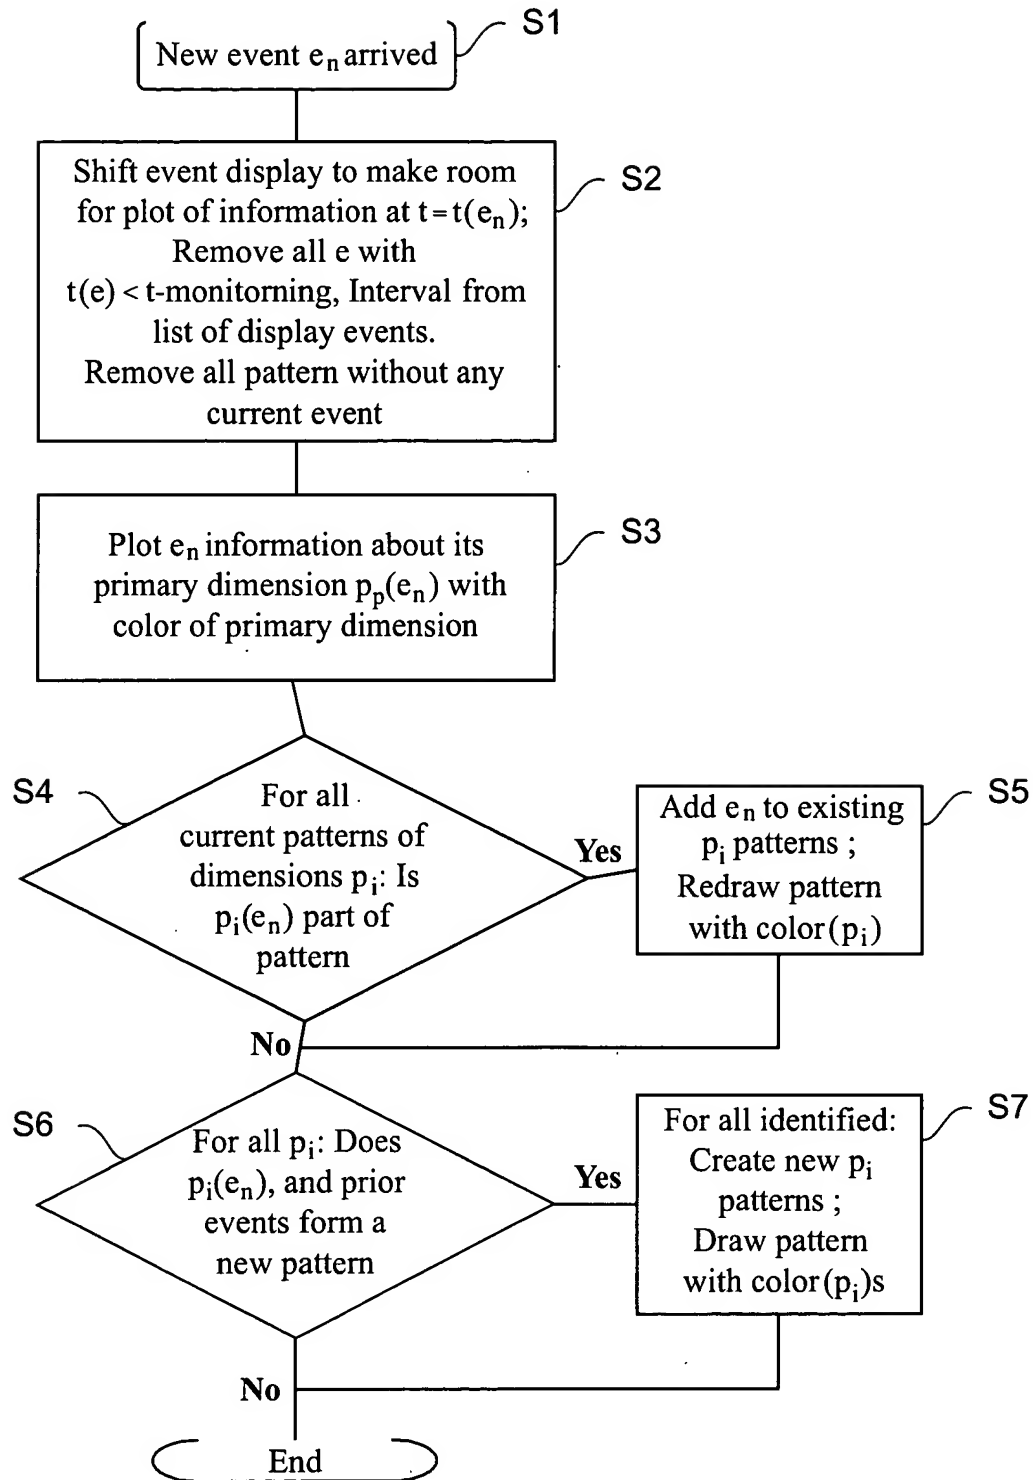 S1
New event eₙ arrived
S2
Shift event display to make room
for plot of information at t=t(eₙ);
Remove all e with
t(e) < t-monitorning, Interval from
list of display events.
Remove all pattern without any
current event
S3
Plot eₙ information about its
primary dimension pₚ(eₙ) with
color of primary dimension
S4
For all
current patterns of
dimensions pᵢ: Is
pᵢ(eₙ) part of
pattern
Yes
S5
Add eₙ to existing
pᵢ patterns ;
Redraw pattern
with color(pᵢ)
No
S6
For all pᵢ: Does
pᵢ(eₙ), and prior
events form a
new pattern
Yes
S7
For all identified:
Create new pᵢ
patterns ;
Draw pattern
with color(pᵢ)s
No
End